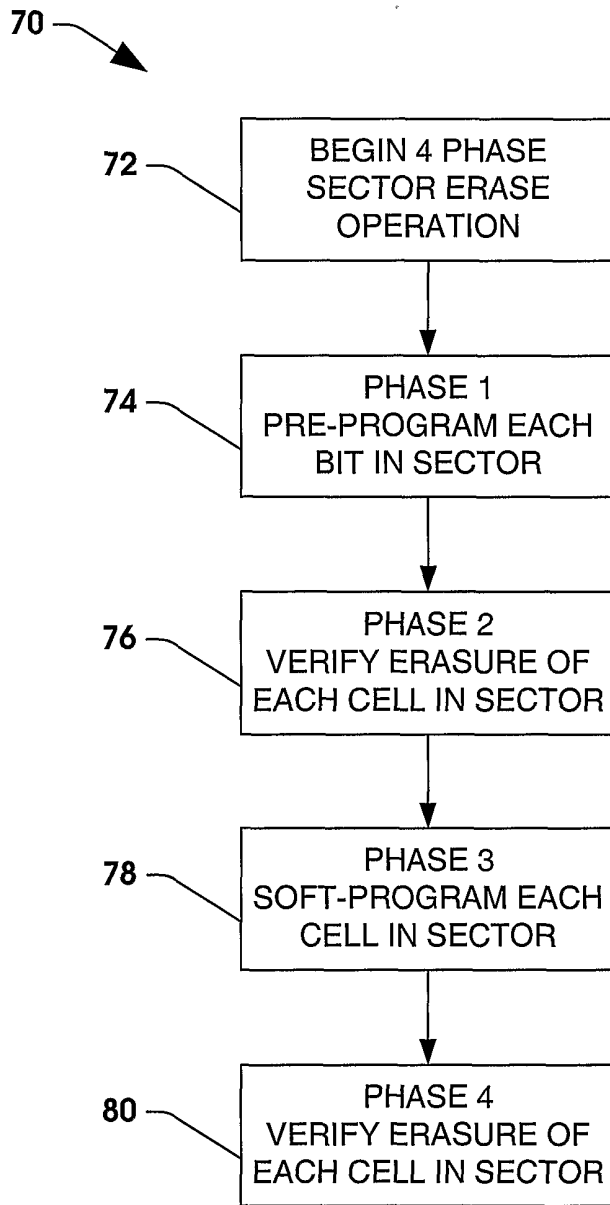 70
72
BEGIN 4 PHASE
SECTOR ERASE
OPERATION
74
PHASE 1
PRE-PROGRAM EACH
BIT IN SECTOR
76
PHASE 2
VERIFY ERASURE OF
EACH CELL IN SECTOR
78
PHASE 3
SOFT-PROGRAM EACH
CELL IN SECTOR
80
PHASE 4
VERIFY ERASURE OF
EACH CELL IN SECTOR